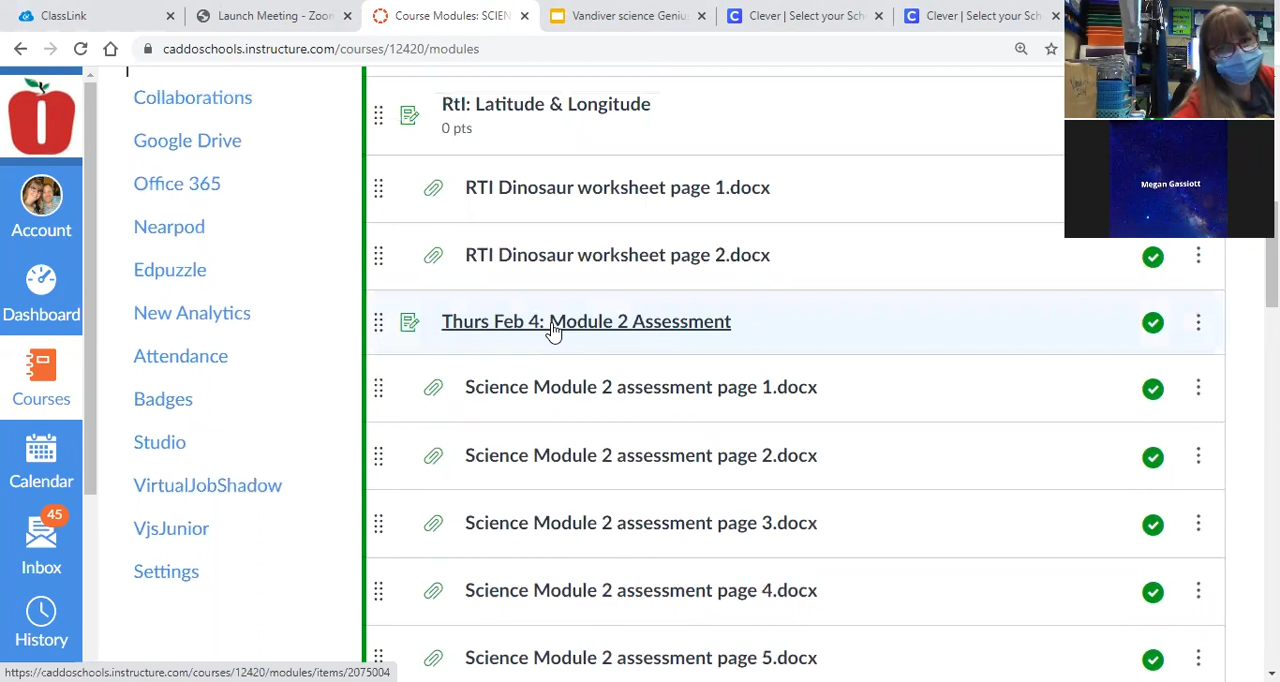 ClassLink
Launch Meeting - Zoom
Course Modules: SCIEN
Vandiver science Genius
Clever | Select your Sch
Clever | Select your Sch
caddoschools.instructure.com/courses/12420/modules
Account
Dashboard
Courses
Calendar
45
Inbox
History
Collaborations
Google Drive
Office 365
Nearpod
Edpuzzle
New Analytics
Attendance
Badges
Studio
VirtualJobShadow
VjsJunior
Settings
RtI: Latitude & Longitude
0 pts
RTI Dinosaur worksheet page 1.docx
RTI Dinosaur worksheet page 2.docx
Thurs Feb 4: Module 2 Assessment
Science Module 2 assessment page 1.docx
Science Module 2 assessment page 2.docx
Science Module 2 assessment page 3.docx
Science Module 2 assessment page 4.docx
Science Module 2 assessment page 5.docx
Megan Gassiott
https://caddoschools.instructure.com/courses/12420/modules/items/2075004